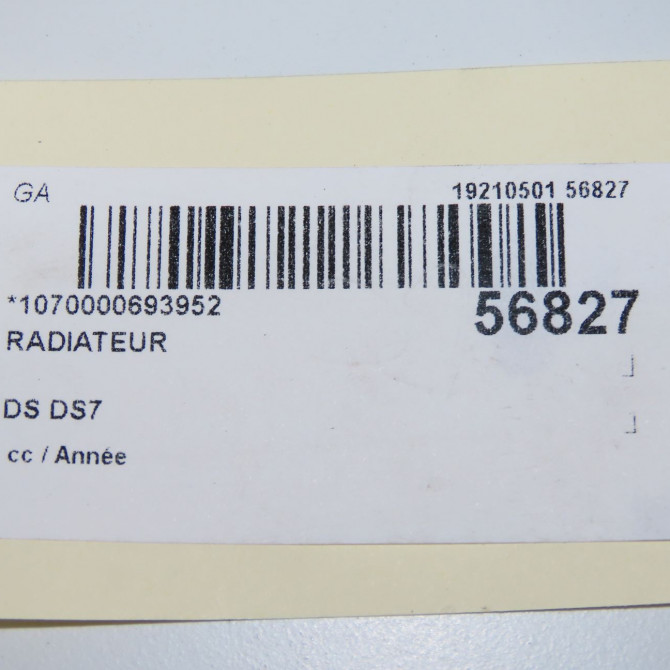 GA
19210501 56827
*1070000693952
56827
RADIATEUR
DS DS7
cc / Année